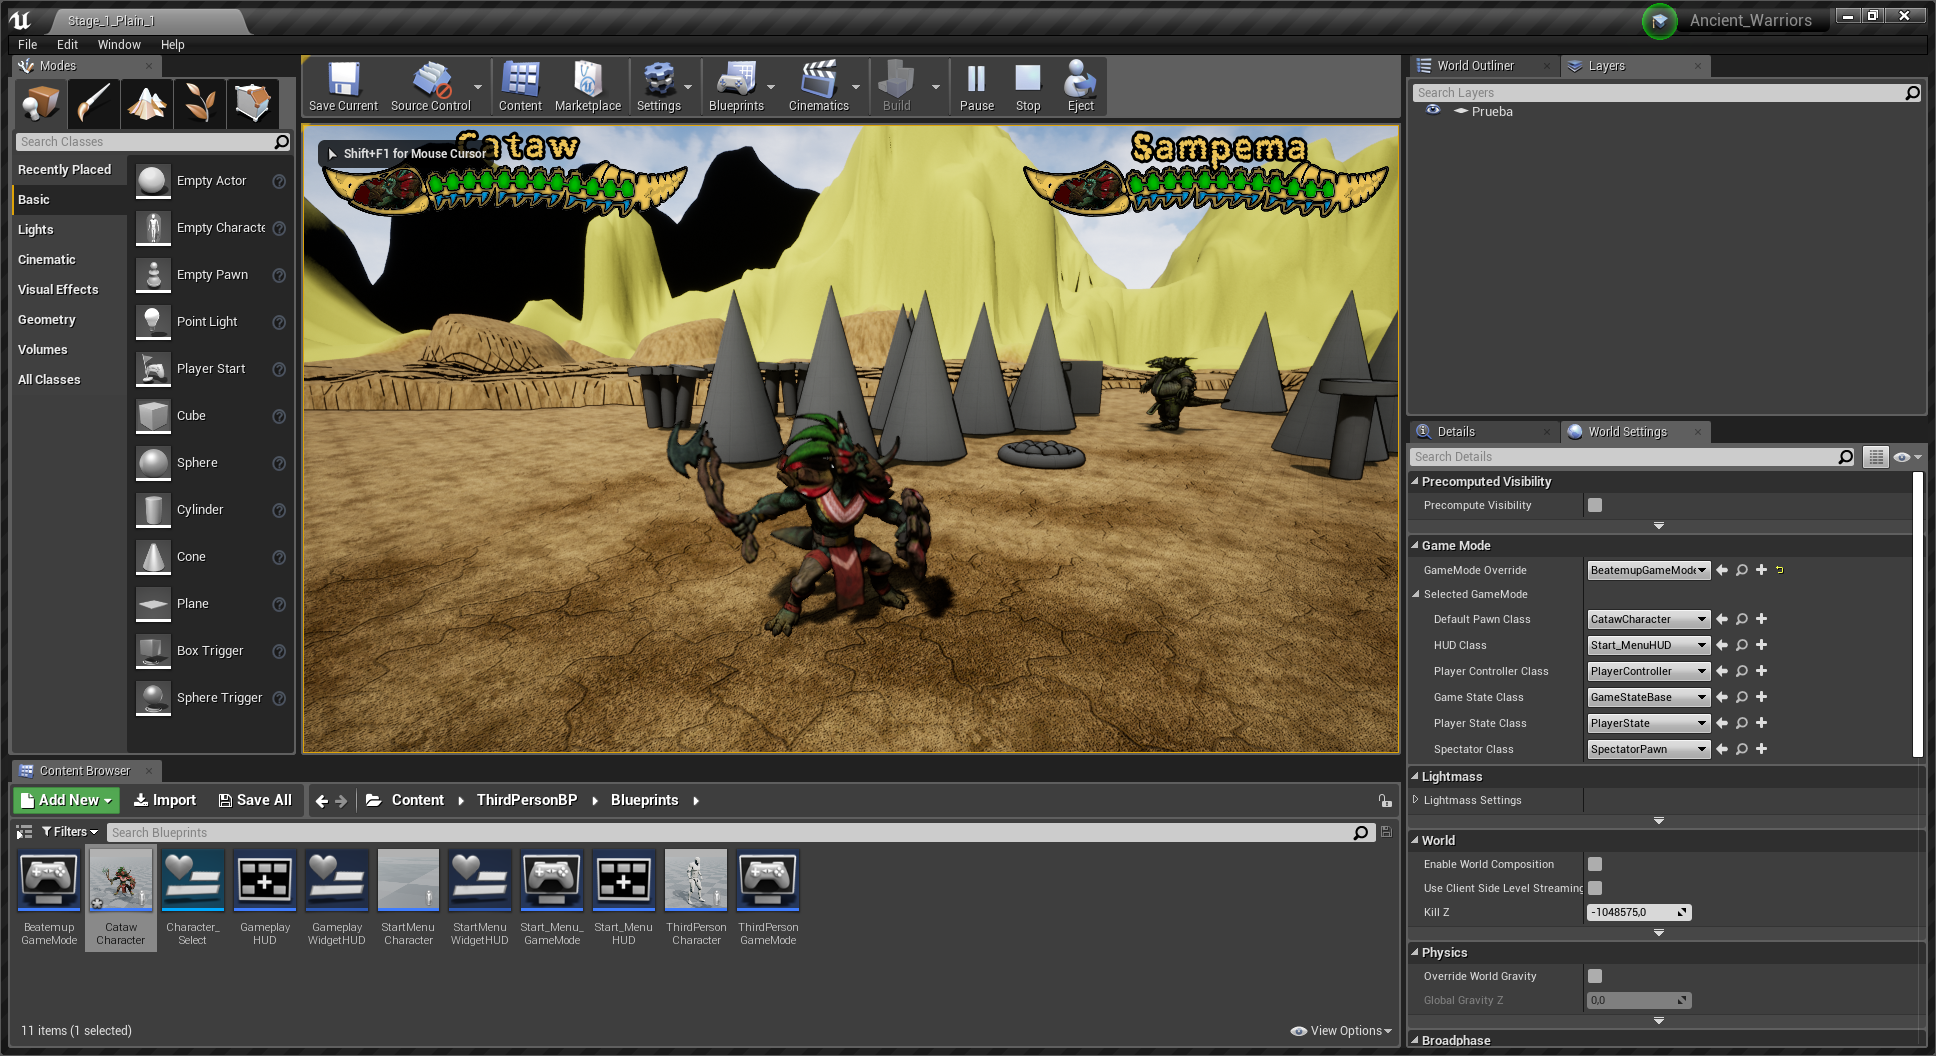 Stage_1_Plain_1
Ancient_Warriors
File Edit Window Help
Modes
Search Classes
Recently Placed
Basic
Lights
Cinematic
Visual Effects
Geometry
Volumes
All Classes
Empty Actor
Empty Characte
Empty Pawn
Point Light
Player Start
Cube
Sphere
Cylinder
Cone
Plane
Box Trigger
Sphere Trigger
Save Current Source Control Content Marketplace Settings Blueprints Cinematics Build Pause Stop Eject
Shift+F1 for Mouse Cursor
Cataw
Sampema
World Outliner Layers
Search Layers
Prueba
Details World Settings
Search Details
Precomputed Visibility
Precompute Visibility
Game Mode
GameMode Override BeatemupGameMode
Selected GameMode
Default Pawn Class CatawCharacter
HUD Class Start_MenuHUD
Player Controller Class PlayerController
Game State Class GameStateBase
Player State Class PlayerState
Spectator Class SpectatorPawn
Lightmass
Lightmass Settings
World
Enable World Composition
Use Client Side Level Streaming
Kill Z -1048575,0
Physics
Override World Gravity
Global Gravity Z 0,0
Broadphase
Content Browser
Add New Import Save All Content ThirdPersonBP Blueprints
Filters Search Blueprints
Beatemup GameMode
Cataw Character
Character_ Select
Gameplay HUD
Gameplay WidgetHUD
StartMenu Character
StartMenu WidgetHUD
Start_Menu_ GameMode
Start_Menu HUD
ThirdPerson Character
ThirdPerson GameMode
11 items (1 selected)
View Options